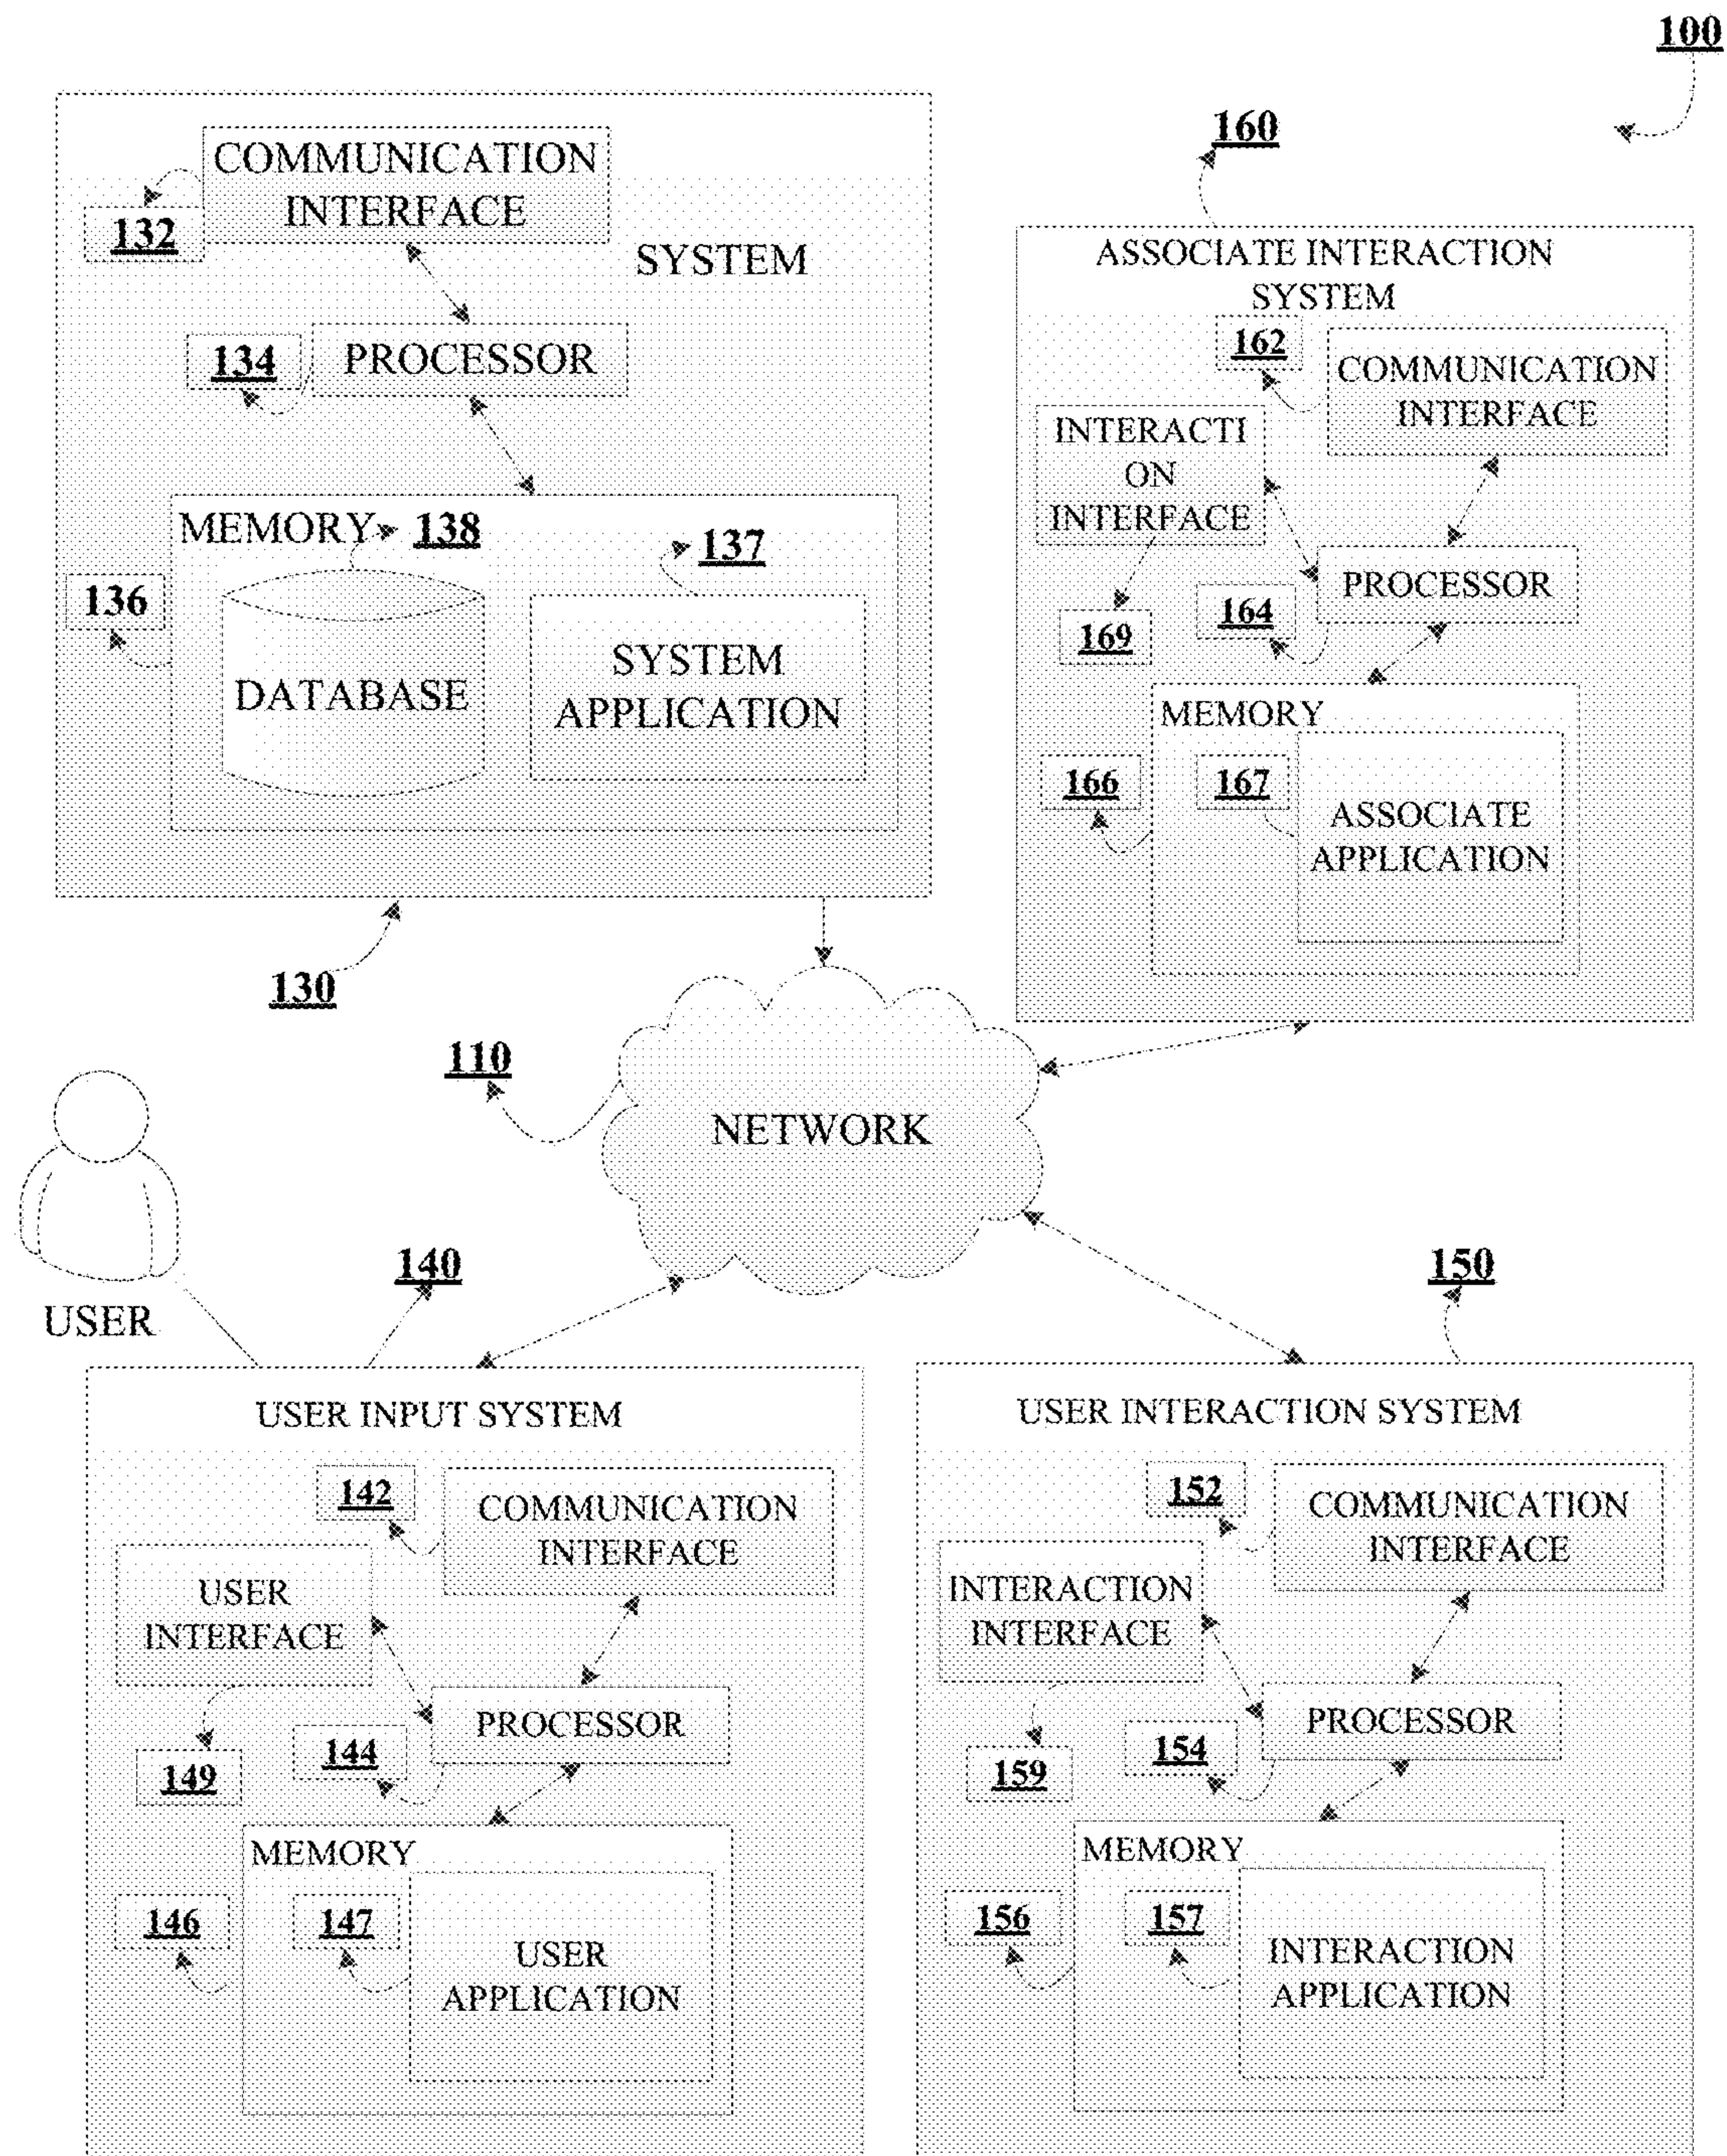 100
COMMUNICATION
INTERFACE
132
SYSTEM
134
PROCESSOR
MEMORY
138
137
136
DATABASE
SYSTEM
APPLICATION
130
160
ASSOCIATE INTERACTION
SYSTEM
162
COMMUNICATION
INTERFACE
INTERACTI
ON
INTERFACE
PROCESSOR
164
169
MEMORY
166
167
ASSOCIATE
APPLICATION
110
NETWORK
USER
140
150
USER INPUT SYSTEM
142
COMMUNICATION
INTERFACE
USER
INTERFACE
PROCESSOR
144
149
MEMORY
146
147
USER
APPLICATION
USER INTERACTION SYSTEM
152
COMMUNICATION
INTERFACE
INTERACTION
INTERFACE
PROCESSOR
154
159
MEMORY
156
157
INTERACTION
APPLICATION